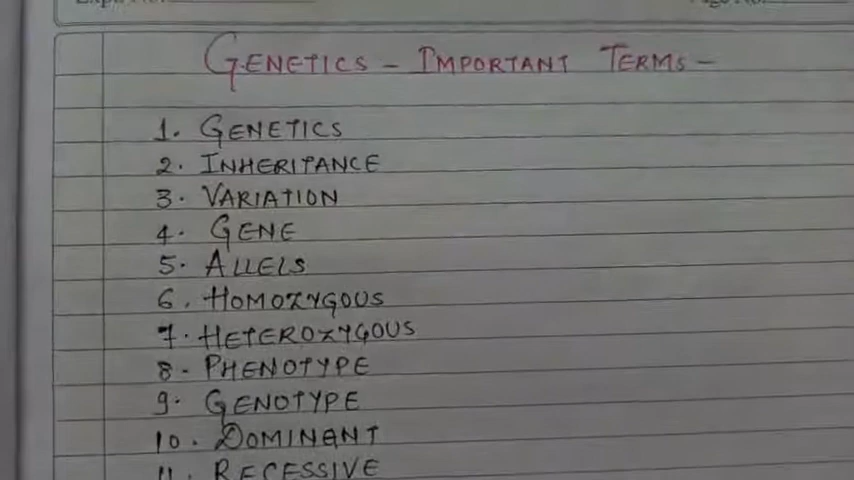 GENETICS - IMPORTANT TERMS -
1. GENETICS
2. INHERITANCE
3. VARIATION
4. GENE
5. ALLELS
6. HOMOZYGOUS
7. HETEROZYGOUS
8- PHENOTYPE
9. GENOTYPE
10. DOMINANT
11. RECESSIVE